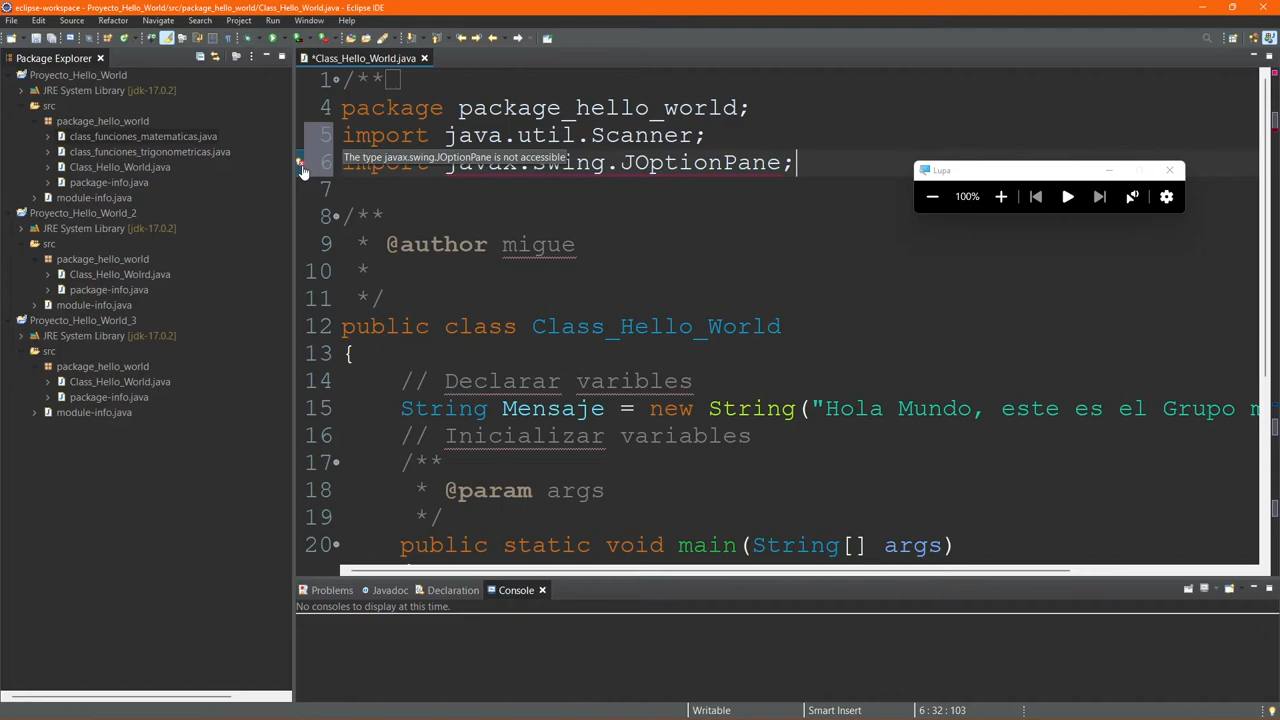 eclipse-workspace - Proyecto_Hello_World/src/package_hello_world/Class_Hello_World.java - Eclipse IDE
File Edit Source Refactor Navigate Search Project Run Window Help
Package Explorer
*Class_Hello_World.java
Proyecto_Hello_World
JRE System Library [jdk-17.0.2]
src
package_hello_world
class_funciones_matematicas.java
class_funciones_trigonometricas.java
Class_Hello_World.java
package-info.java
module-info.java
Proyecto_Hello_World_2
JRE System Library [jdk-17.0.2]
src
package_hello_world
Class_Hello_Wolrd.java
package-info.java
module-info.java
Proyecto_Hello_World_3
JRE System Library [jdk-17.0.2]
src
package_hello_world
Class_Hello_World.java
package-info.java
module-info.java
1 /**
4 package package_hello_world;
5 import java.util.Scanner;
The type javax.swing.JOptionPane is not accessible
6 import javax.swing.JOptionPane;
7
8 /**
9 * @author migue
10 *
11 */
12 public class Class_Hello_World
13 {
14 // Declarar varibles
15 String Mensaje = new String("Hola Mundo, este es el Grupo m
16 // Inicializar variables
17 /**
18 * @param args
19 */
20 public static void main(String[] args)
Lupa
100%
Problems Javadoc Declaration Console
No consoles to display at this time.
Writable Smart Insert 6 : 32 : 103